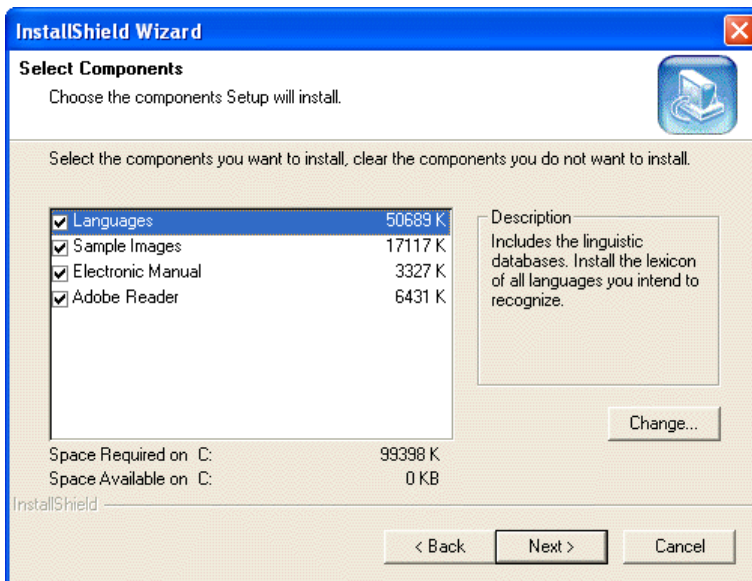 InstallShield Wizard
Select Components
Choose the components Setup will install.
Select the components you want to install, clear the components you do not want to install.
Languages 50689 K
Sample Images 17117 K
Electronic Manual 3327 K
Adobe Reader 6431 K
Description
Includes the linguistic
databases. Install the lexicon
of all languages you intend to
recognize.
Change...
Space Required on C: 99398 K
Space Available on C: 0 KB
InstallShield
< Back Next > Cancel